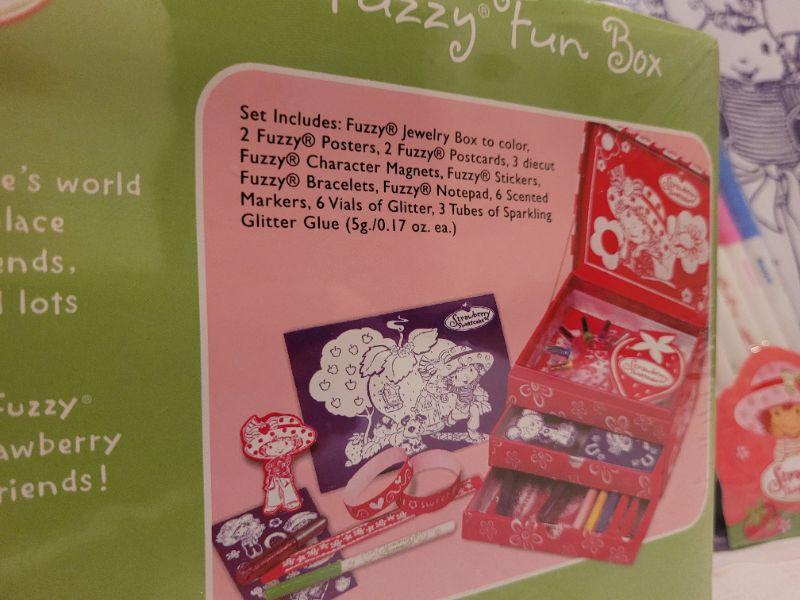 Fuzzy® Fun Box
Set Includes: Fuzzy® Jewelry Box to color,
2 Fuzzy® Posters, 2 Fuzzy® Postcards, 3 diecut
Fuzzy® Character Magnets, Fuzzy® Stickers,
Fuzzy® Bracelets, Fuzzy® Notepad, 6 Scented
Markers, 6 Vials of Glitter, 3 Tubes of Sparkling
Glitter Glue (5g./0.17 oz. ea.)
e's world
lace
ends,
lots
Fuzzy®
awberry
riends!
Strawberry
Shortcake